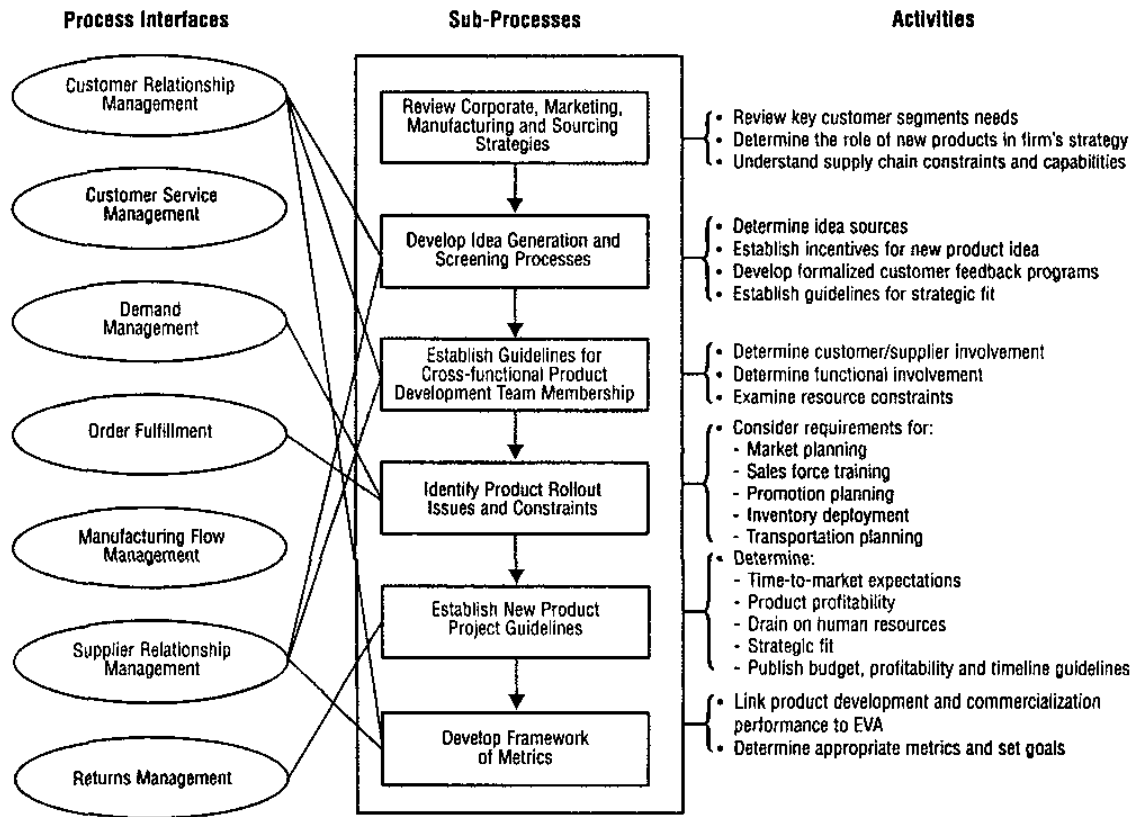 Process Interfaces
Customer Relationship
Management
Customer Service
Management
Demand
Management
Order Fulfillment
Manufacturing Flow
Management
Supplier Relationship
Management
Returns Management
Sub-Processes
Review Corporate, Marketing,
Manufacturing and Sourcing
Strategies
Develop Idea Generation and
Screening Processes
Establish Guidelines for
Cross-functional Product
Development Team Membership
Identify Product Rollout
Issues and Constraints
Establish New Product
Project Guidelines
Develop Framework
of Metrics
Activities
• Review key customer segments needs
• Determine the role of new products in firm's strategy
• Understand supply chain constraints and capabilities
• Determine idea sources
• Establish incentives for new product idea
• Develop formalized customer feedback programs
• Establish guidelines for strategic fit
• Determine customer/supplier involvement
• Determine functional involvement
• Examine resource constraints
• Consider requirements for:
- Market planning
- Sales force training
- Promotion planning
- Inventory deployment
- Transportation planning
• Determine:
- Time-to-market expectations
- Product profitability
- Drain on human resources
- Strategic fit
- Publish budget, profitability and timeline guidelines
• Link product development and commercialization
performance to EVA
• Determine appropriate metrics and set goals